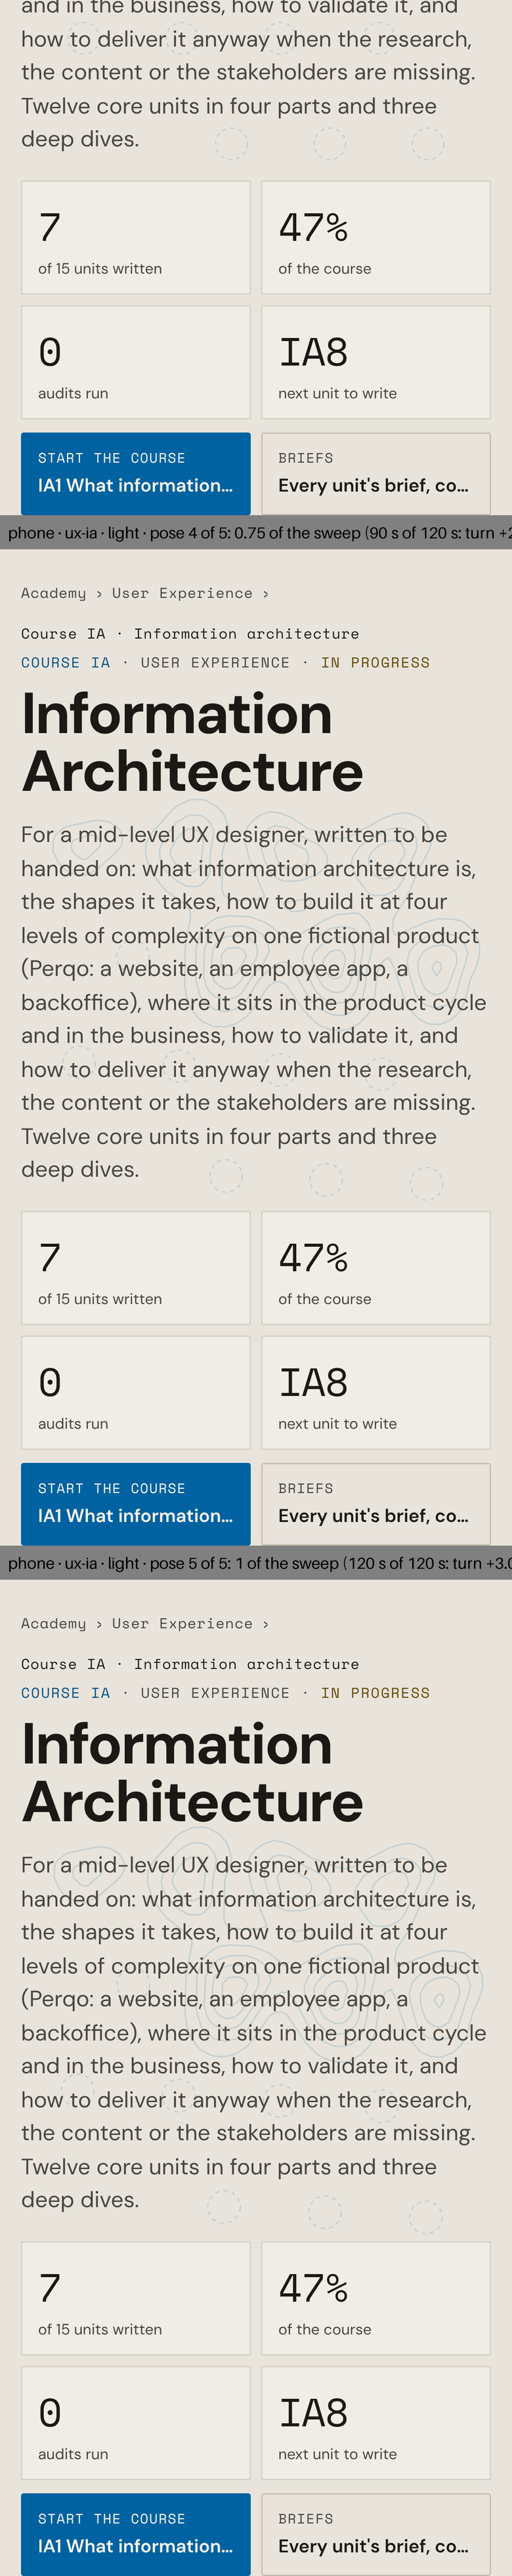 and in the business, how to validate it, and
how to deliver it anyway when the research,
the content or the stakeholders are missing.
Twelve core units in four parts and three
deep dives.
7
of 15 units written
47%
of the course
0
audits run
IA8
next unit to write
START THE COURSE
IA1 What information...
BRIEFS
Every unit's brief, co...
phone · ux-ia · light · pose 4 of 5: 0.75 of the sweep (90 s of 120 s: turn +2
Academy › User Experience ›
Course IA · Information architecture
COURSE IA · USER EXPERIENCE · IN PROGRESS
Information
Architecture
For a mid-level UX designer, written to be
handed on: what information architecture is,
the shapes it takes, how to build it at four
levels of complexity on one fictional product
(Perqo: a website, an employee app, a
backoffice), where it sits in the product cycle
and in the business, how to validate it, and
how to deliver it anyway when the research,
the content or the stakeholders are missing.
Twelve core units in four parts and three
deep dives.
7
of 15 units written
47%
of the course
0
audits run
IA8
next unit to write
START THE COURSE
IA1 What information...
BRIEFS
Every unit's brief, co...
phone · ux-ia · light · pose 5 of 5: 1 of the sweep (120 s of 120 s: turn +3.0
Academy › User Experience ›
Course IA · Information architecture
COURSE IA · USER EXPERIENCE · IN PROGRESS
Information
Architecture
For a mid-level UX designer, written to be
handed on: what information architecture is,
the shapes it takes, how to build it at four
levels of complexity on one fictional product
(Perqo: a website, an employee app, a
backoffice), where it sits in the product cycle
and in the business, how to validate it, and
how to deliver it anyway when the research,
the content or the stakeholders are missing.
Twelve core units in four parts and three
deep dives.
7
of 15 units written
47%
of the course
0
audits run
IA8
next unit to write
START THE COURSE
IA1 What information...
BRIEFS
Every unit's brief, co...